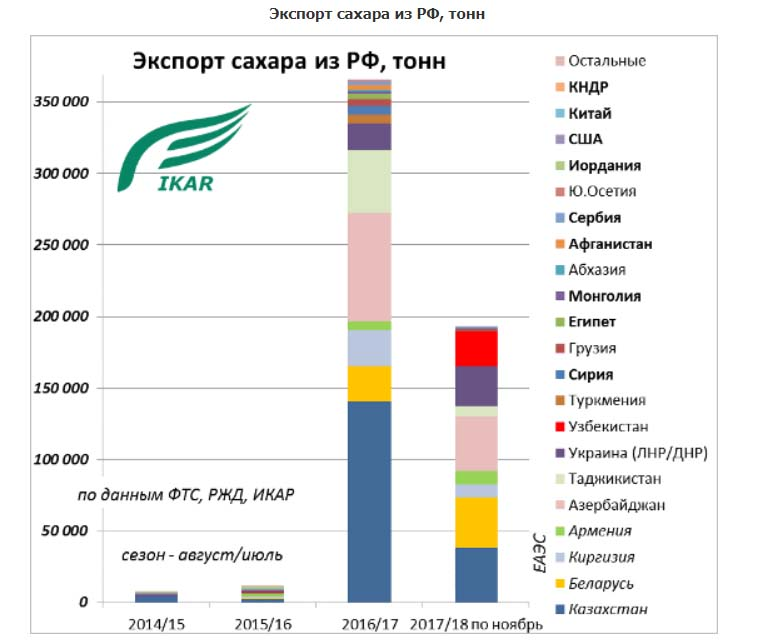 Экспорт сахара из РФ, тонн
Экспорт сахара из РФ, тонн
IKAR
350 000
300 000
250 000
200 000
150 000
100 000
50 000
0
по данным ФТС, РЖД, ИКАР
сезон - август/июль
2014/15
2015/16
2016/17
2017/18 по ноябрь
Остальные
КНДР
Китай
США
Иордания
Ю.Осетия
Сербия
Афганистан
Абхазия
Монголия
Египет
Грузия
Сирия
Туркмения
Узбекистан
Украина (ЛНР/ДНР)
Таджикистан
Азербайджан
Армения
Киргизия
Беларусь
Казахстан
ЕАЭС